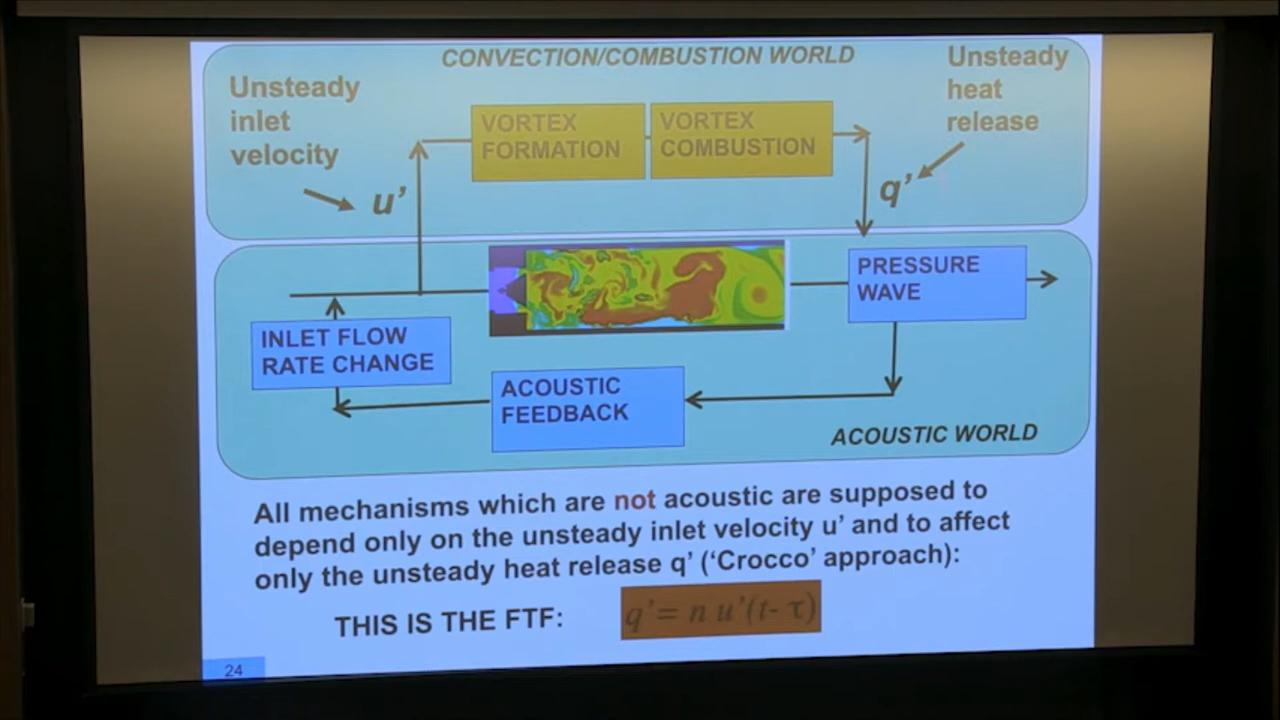 CONVECTION/COMBUSTION WORLD
Unsteady
inlet
velocity
u’
VORTEX
FORMATION
VORTEX
COMBUSTION
Unsteady
heat
release
q’
PRESSURE
WAVE
INLET FLOW
RATE CHANGE
ACOUSTIC
FEEDBACK
ACOUSTIC WORLD
All mechanisms which are not acoustic are supposed to
depend only on the unsteady inlet velocity u’ and to affect
only the unsteady heat release q’ (‘Crocco’ approach):
THIS IS THE FTF: q’= n u’(t- τ)
24